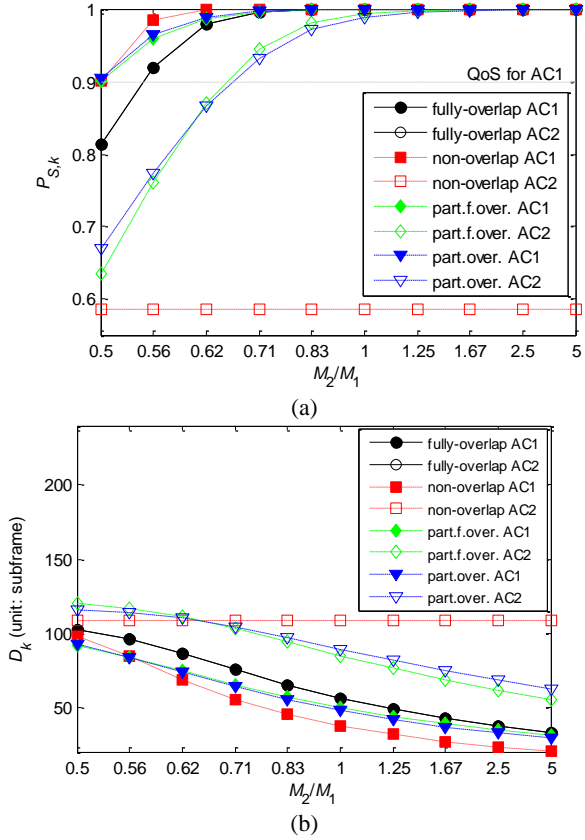 1
0.9
0.8
0.7
0.6
P_{S,k}
QoS for AC1
fully-overlap AC1
fully-overlap AC2
non-overlap AC1
non-overlap AC2
part.f.over. AC1
part.f.over. AC2
part.over. AC1
part.over. AC2
0.5 0.56 0.62 0.71 0.83 1 1.25 1.67 2.5 5
M_2/M_1
(a)
200
150
100
50
D_k (unit: subframe)
fully-overlap AC1
fully-overlap AC2
non-overlap AC1
non-overlap AC2
part.f.over. AC1
part.f.over. AC2
part.over. AC1
part.over. AC2
0.5 0.56 0.62 0.71 0.83 1 1.25 1.67 2.5 5
M_2/M_1
(b)